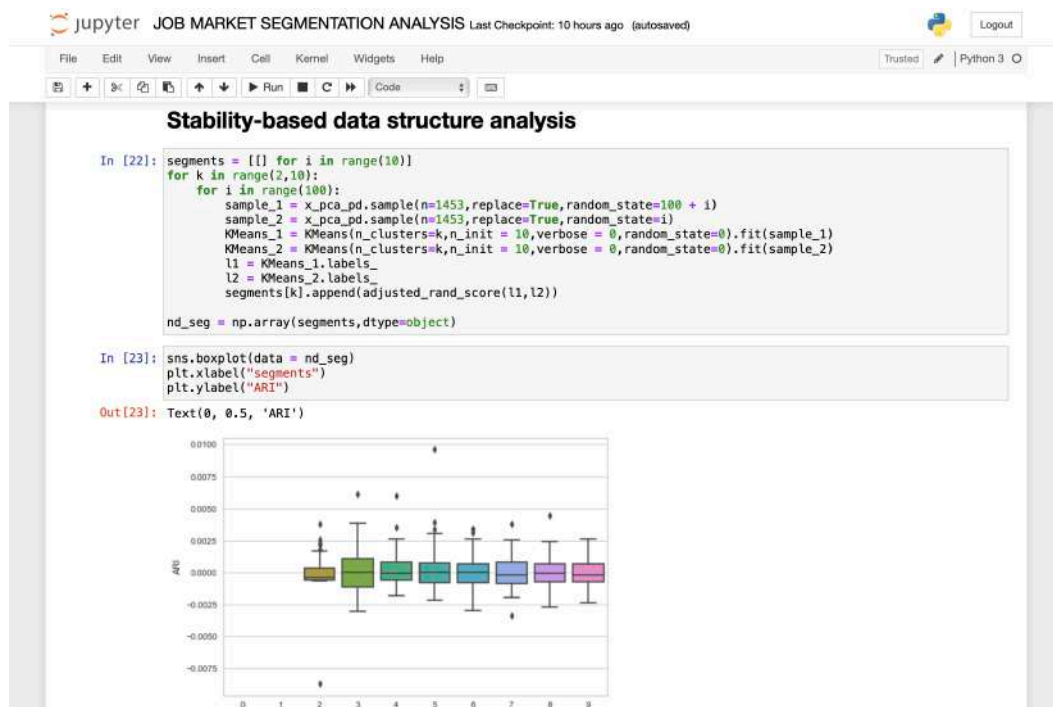 jupyter JOB MARKET SEGMENTATION ANALYSIS Last Checkpoint: 10 hours ago (autosaved)
Logout
File Edit View Insert Cell Kernel Widgets Help
Trusted Python 3
Run Code
Stability-based data structure analysis
In [22]: segments = [[] for i in range(10)]
for k in range(2,10):
for i in range(100):
sample_1 = x_pca_pd.sample(n=1453,replace=True,random_state=100 + i)
sample_2 = x_pca_pd.sample(n=1453,replace=True,random_state=i)
KMeans_1 = KMeans(n_clusters=k,n_init = 10,verbose = 0,random_state=0).fit(sample_1)
KMeans_2 = KMeans(n_clusters=k,n_init = 10,verbose = 0,random_state=0).fit(sample_2)
l1 = KMeans_1.labels_
l2 = KMeans_2.labels_
segments[k].append(adjusted_rand_score(l1,l2))
nd_seg = np.array(segments,dtype=object)
In [23]: sns.boxplot(data = nd_seg)
plt.xlabel("segments")
plt.ylabel("ARI")
Out[23]: Text(0, 0.5, 'ARI')
0.0100
0.0075
0.0050
0.0025
0.0000
-0.0025
-0.0050
-0.0075
ARI
0 1 2 3 4 5 6 7 8 9